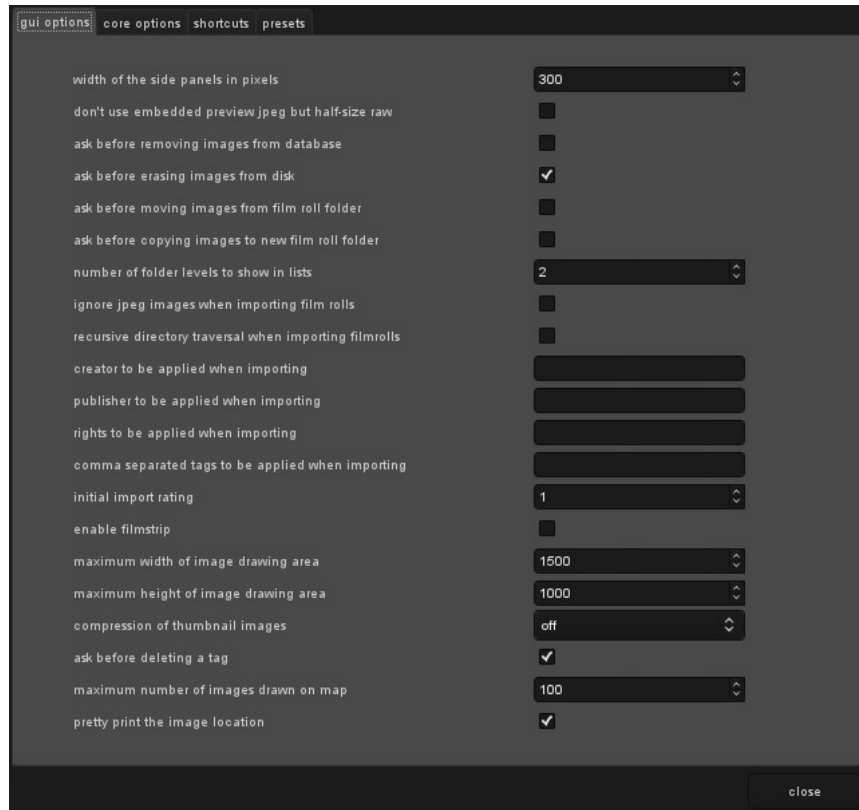 gui options core options shortcuts presets
width of the side panels in pixels 300
don't use embedded preview jpeg but half-size raw
ask before removing images from database
ask before erasing images from disk
ask before moving images from film roll folder
ask before copying images to new film roll folder
number of folder levels to show in lists 2
ignore jpeg images when importing film rolls
recursive directory traversal when importing filmrolls
creator to be applied when importing
publisher to be applied when importing
rights to be applied when importing
comma separated tags to be applied when importing
initial import rating 1
enable filmstrip
maximum width of image drawing area 1500
maximum height of image drawing area 1000
compression of thumbnail images off
ask before deleting a tag
maximum number of images drawn on map 100
pretty print the image location
close